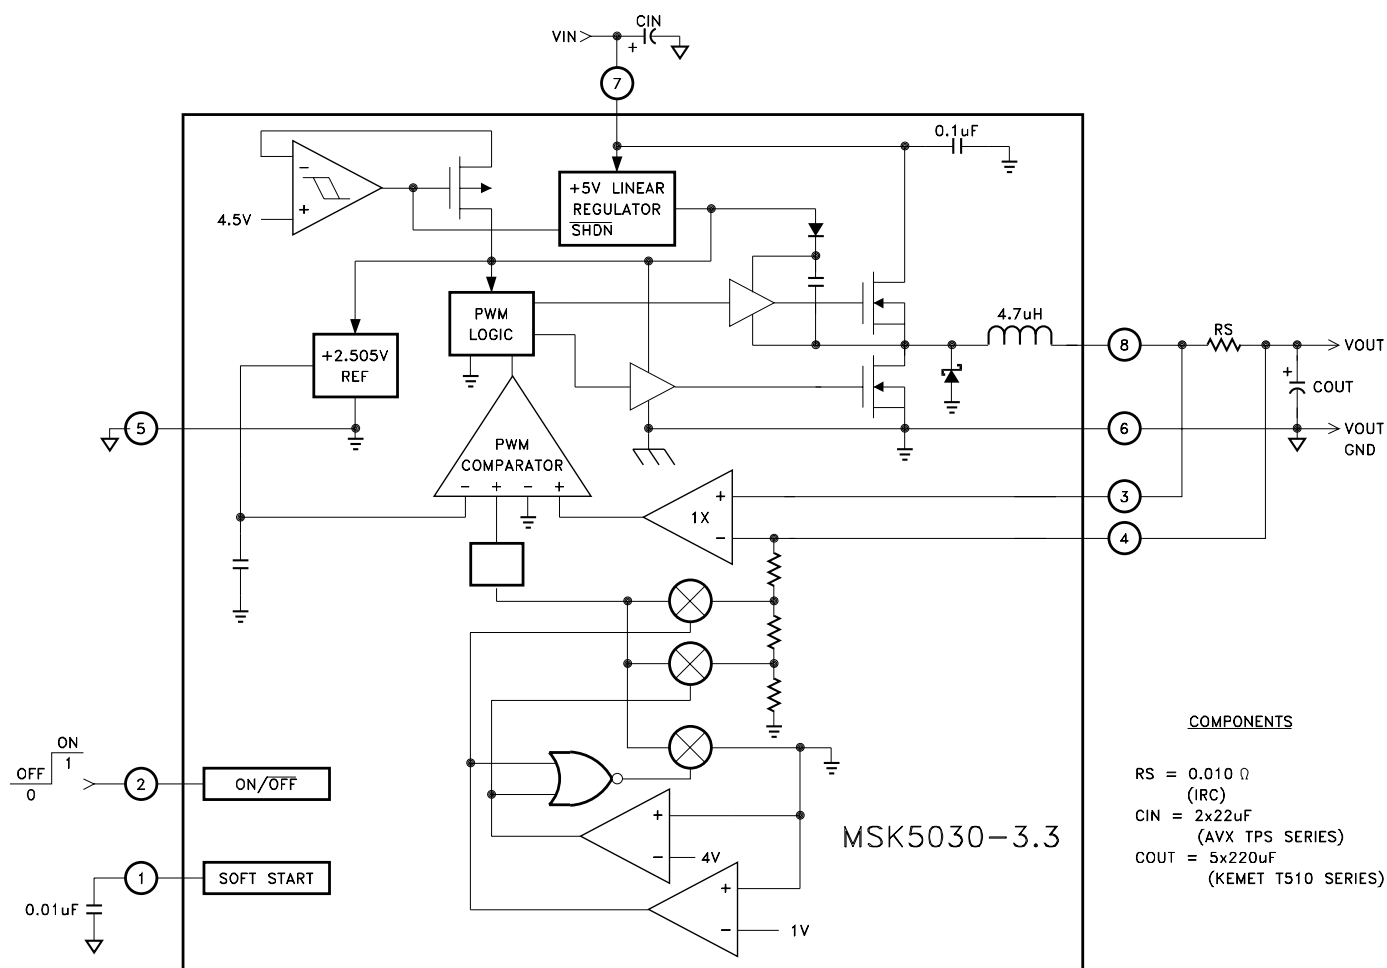 CIN
VIN
+
7
0.1uF
−
+5V LINEAR
REGULATOR
SHDN
4.5V
+
PWM
LOGIC
4.7uH
8
RS
VOUT
+2.505V
REF
+
COUT
5
6
VOUT
GND
PWM
COMPARATOR
− + − +
+
3
1X
−
4
COMPONENTS
ON
OFF
1
0
2
ON/OFF
RS = 0.010 Ω
(IRC)
CIN = 2x22uF
(AVX TPS SERIES)
COUT = 5x220uF
(KEMET T510 SERIES)
+
MSK5030-3.3
−
4V
1
SOFT START
+
0.01uF
−
1V